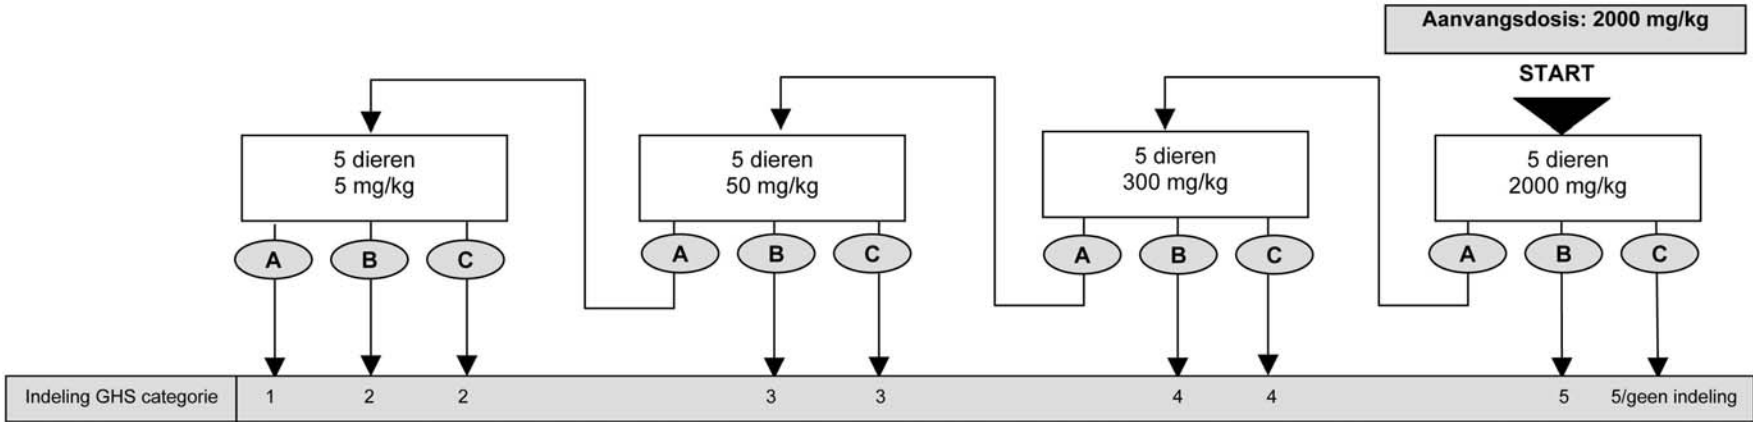 Aanvangsdosis: 2000 mg/kg
START
5 dieren
5 mg/kg
5 dieren
50 mg/kg
5 dieren
300 mg/kg
5 dieren
2000 mg/kg
A B C A B C A B C A B C
Indeling GHS categorie 1 2 2 3 3 4 4 5 5/geen indeling